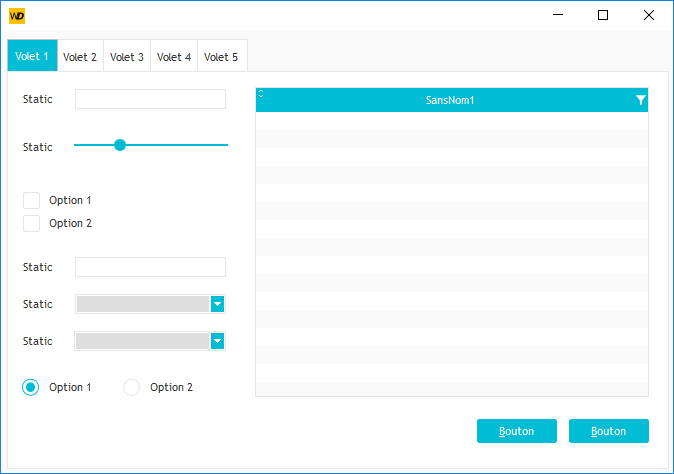 WD
Volet 1 Volet 2 Volet 3 Volet 4 Volet 5
Static
SansNom1
Static
Option 1
Option 2
Static
Static
Static
Option 1 Option 2
Bouton Bouton